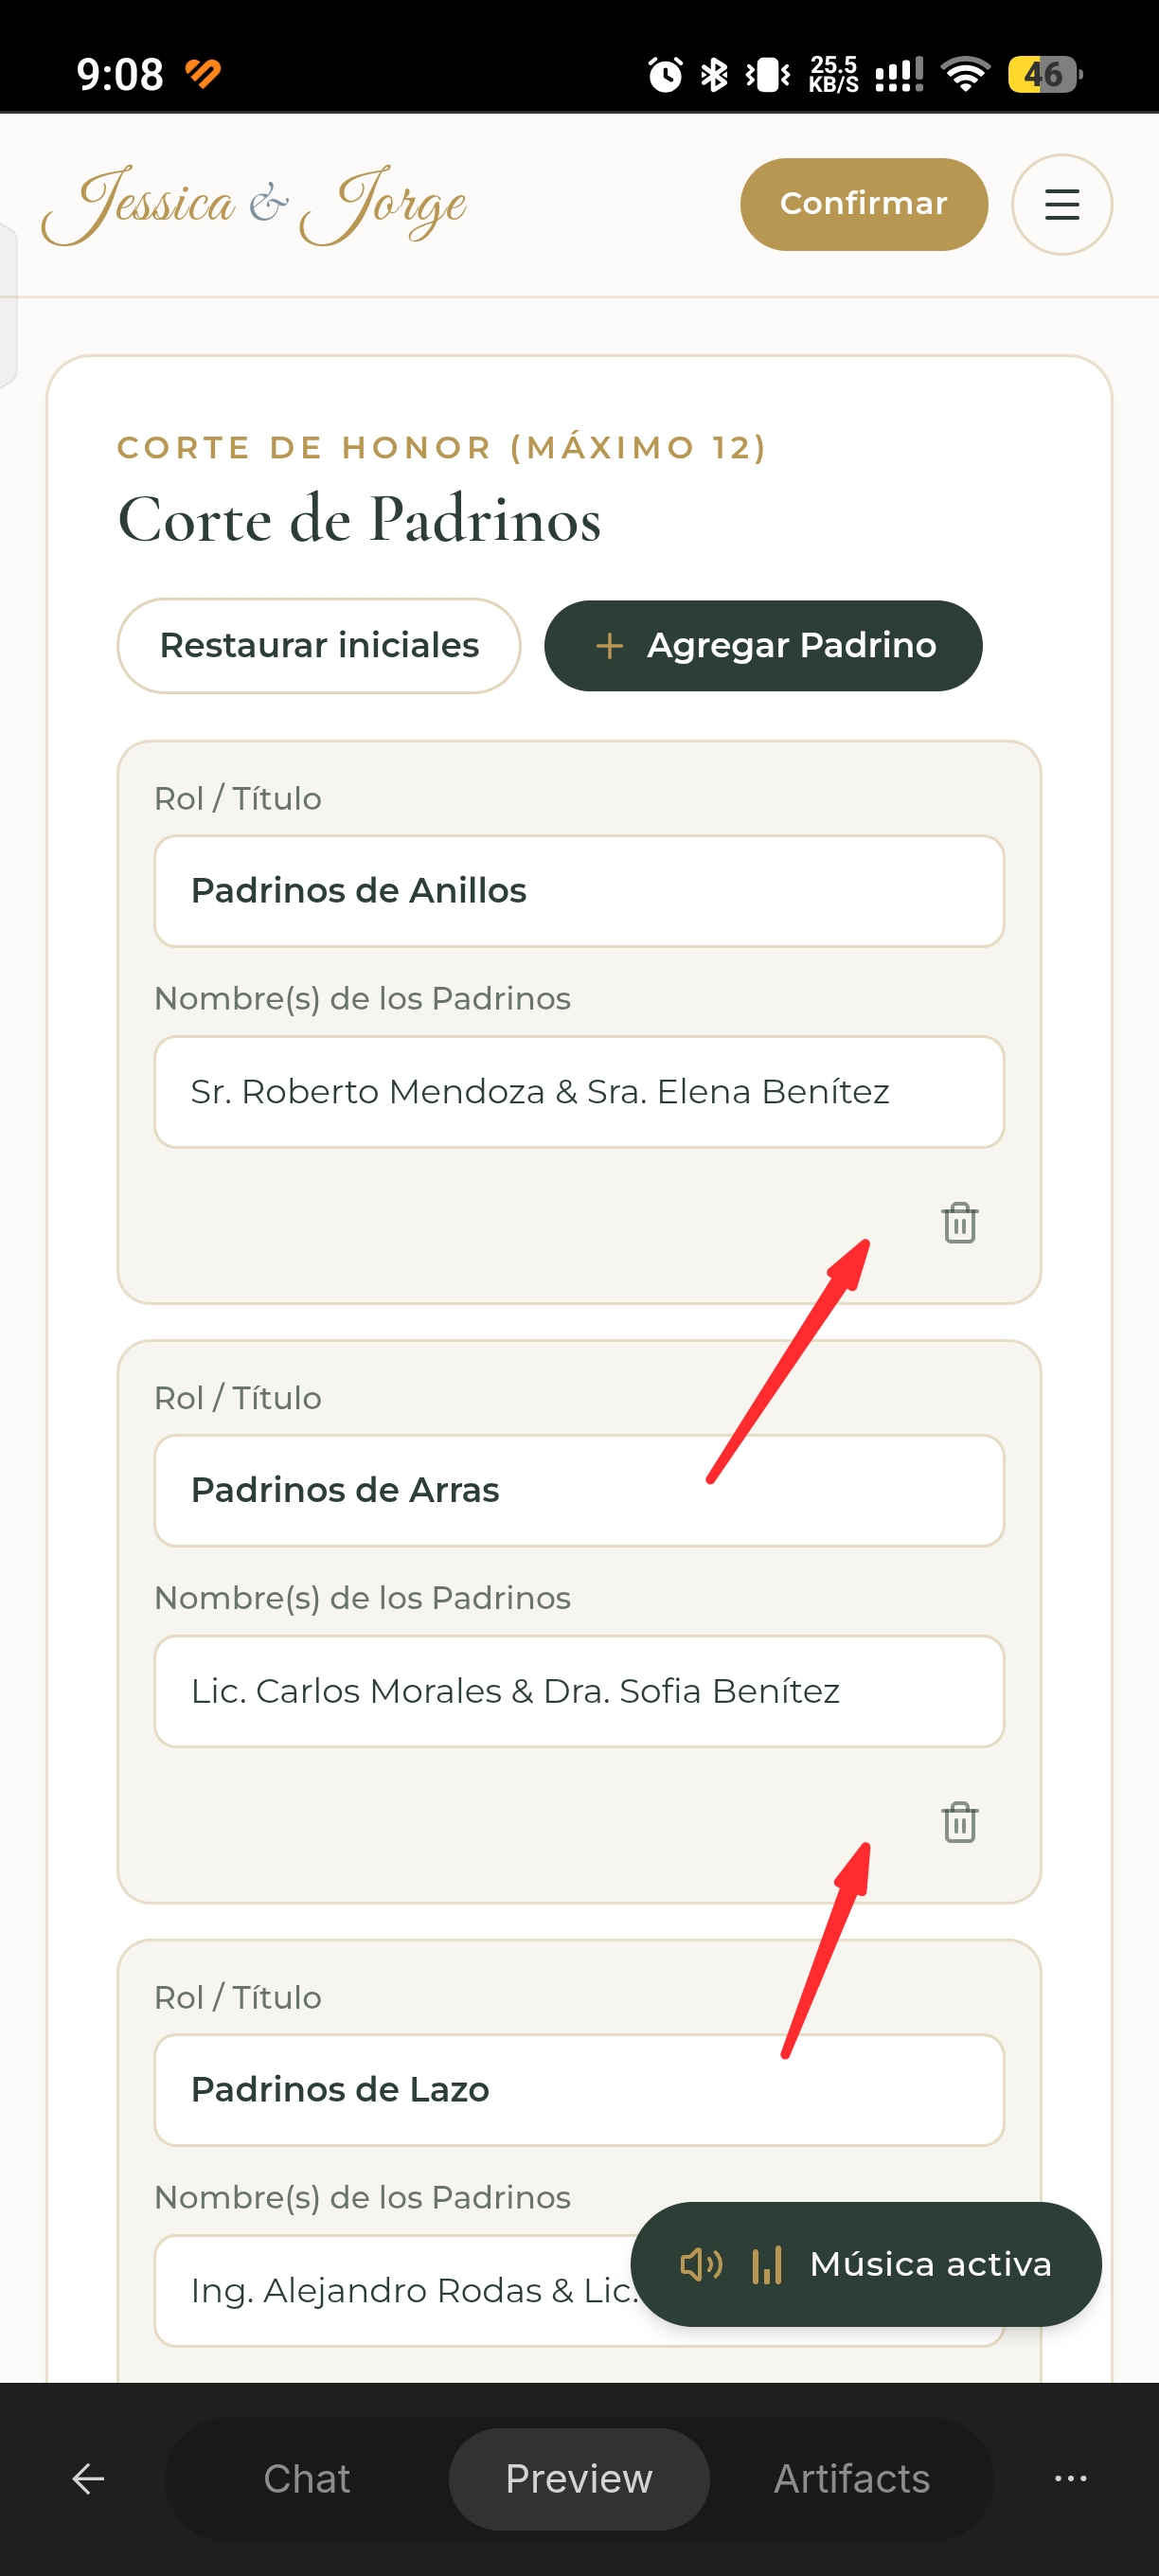 9:08
25.5
KB/S
46
Jessica & Jorge
Confirmar
CORTE DE HONOR (MÁXIMO 12)
Corte de Padrinos
Restaurar iniciales
+ Agregar Padrino
Rol / Título
Padrinos de Anillos
Nombre(s) de los Padrinos
Sr. Roberto Mendoza & Sra. Elena Benítez
Rol / Título
Padrinos de Arras
Nombre(s) de los Padrinos
Lic. Carlos Morales & Dra. Sofia Benítez
Rol / Título
Padrinos de Lazo
Nombre(s) de los Padrinos
Ing. Alejandro Rodas & Lic.
Música activa
Chat
Preview
Artifacts